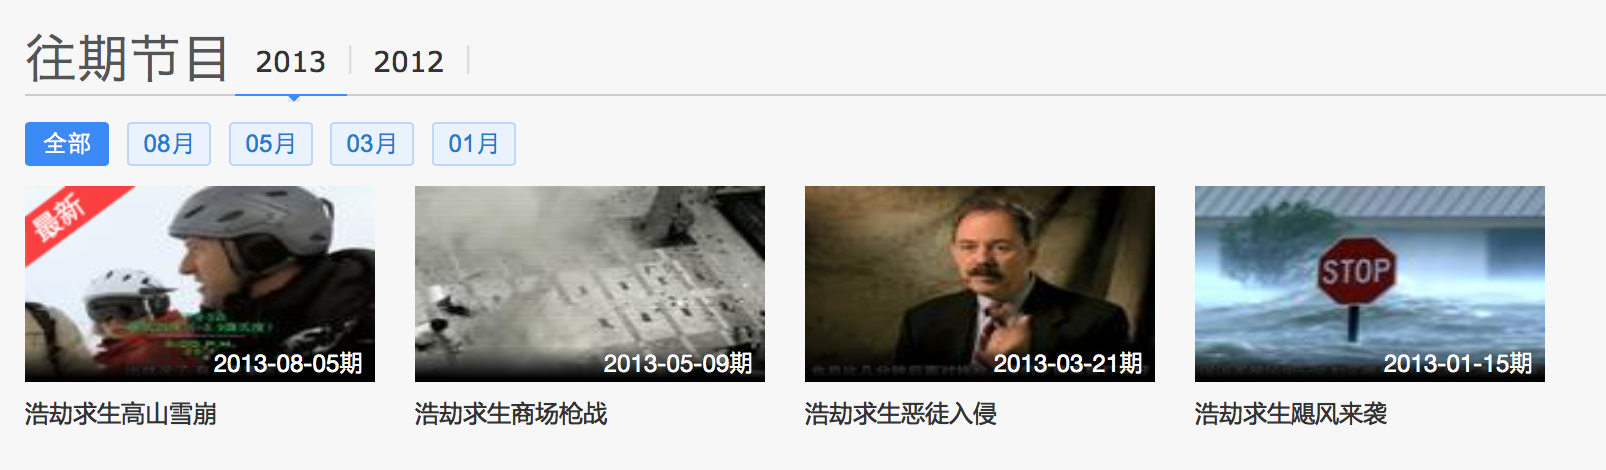 往期节目 2013 2012
全部 08月 05月 03月 01月
最新
2013-08-05期
浩劫求生高山雪崩
2013-05-09期
浩劫求生商场枪战
2013-03-21期
浩劫求生恶徒入侵
STOP
2013-01-15期
浩劫求生飓风来袭